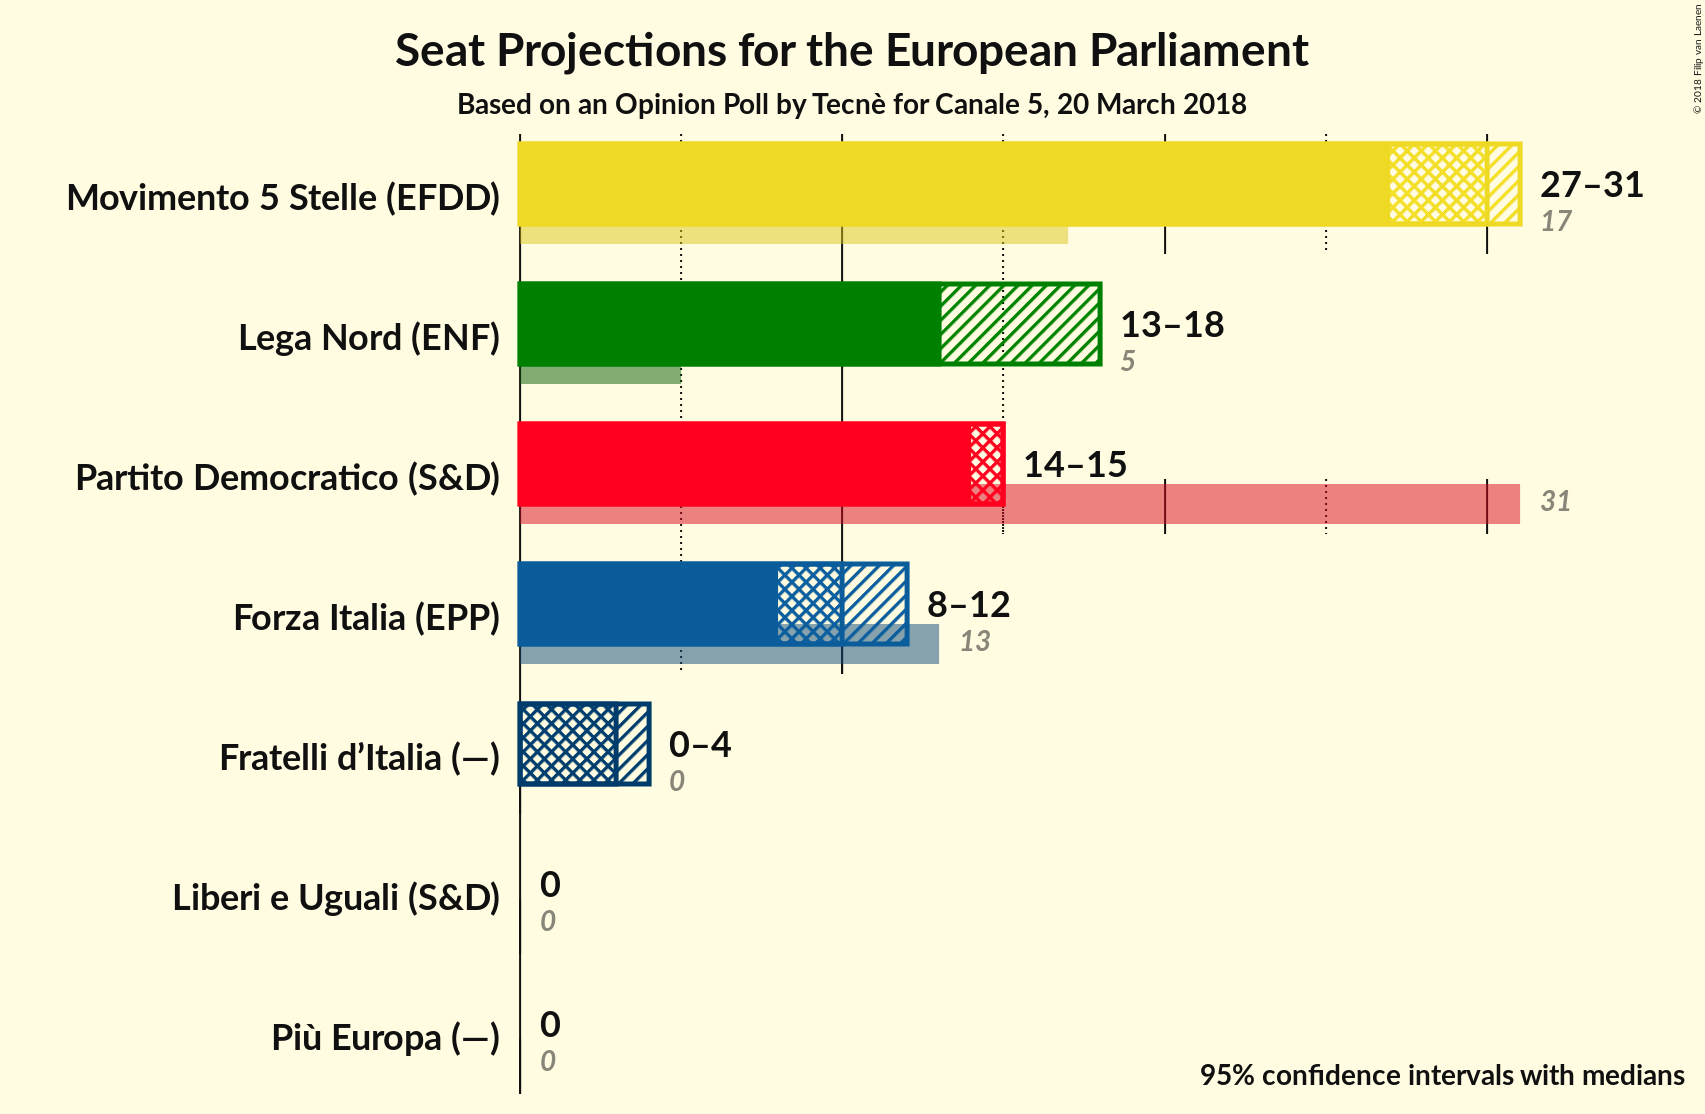 Seat Projections for the European Parliament
Based on an Opinion Poll by Tecnè for Canale 5, 20 March 2018
© 2018 Filip van Laenen
Movimento 5 Stelle (EFDD)
27–31
17
Lega Nord (ENF)
13–18
5
Partito Democratico (S&D)
14–15
31
Forza Italia (EPP)
8–12
13
Fratelli d’Italia (—)
0–4
0
Liberi e Uguali (S&D)
0
0
Più Europa (—)
0
0
95% confidence intervals with medians